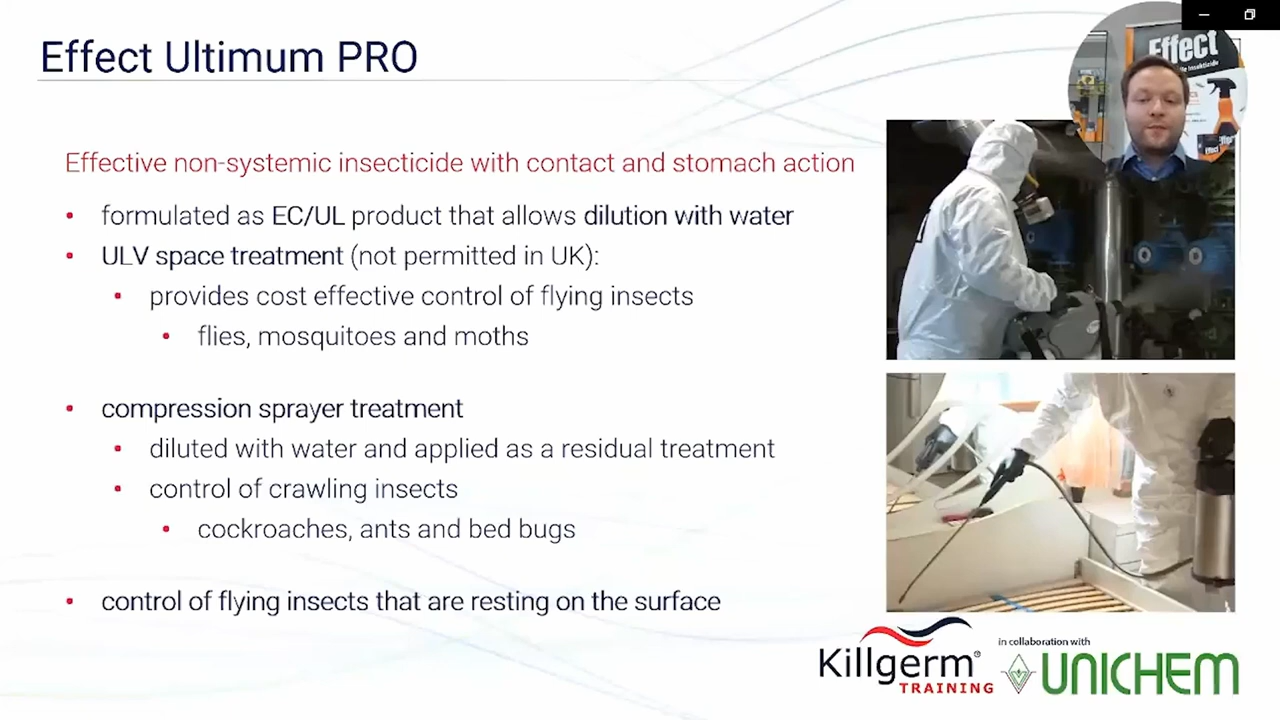 Effect Ultimum PRO
Effect
Insekticide
Effective non-systemic insecticide with contact and stomach action
• formulated as EC/UL product that allows dilution with water
• ULV space treatment (not permitted in UK):
• provides cost effective control of flying insects
• flies, mosquitoes and moths
• compression sprayer treatment
• diluted with water and applied as a residual treatment
• control of crawling insects
• cockroaches, ants and bed bugs
• control of flying insects that are resting on the surface
Killgerm®
TRAINING
in collaboration with
UNICHEM